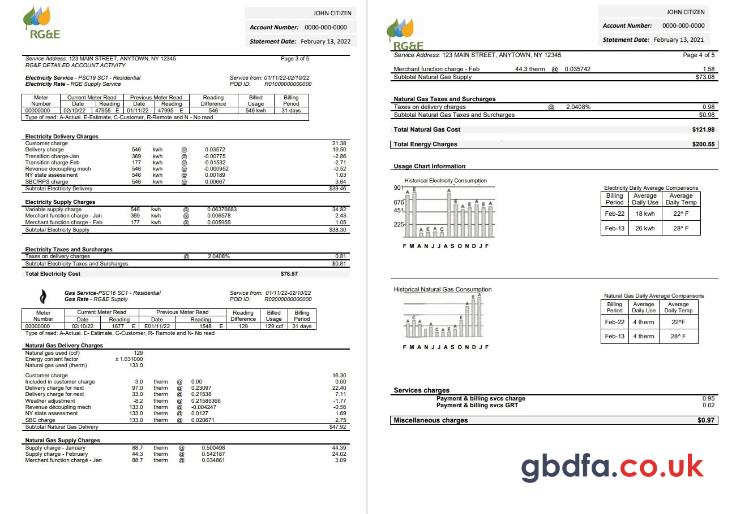 RG&E
JOHN CITIZEN
Account Number 0000-000-0000
Statement Date: February 13, 2022
Service Address: 123 MAIN STREET, ANYTOWN, NY 12345 Page 3 of 5
RG&E DETAILED ACCOUNT ACTIVITY
Electricity Service - PSC19 SC1 - Residential Service from: 01/11/22-02/10/22
Electricity Rate - RGE Supply Service POD ID: R01000000000000
Meter Current Meter Read Previous Meter Read Reading Billed Billing
Number Date Reading Date Reading Difference Usage Period
00000000 02/10/22 47655 E 01/11/22 47995 E 546 546 kwh 31 days
Type of read: A-Actual, E-Estimate, C-Customer, R-Remote and N - No read
Electricity Delivery Charges
Customer charge 21.38
Delivery charge 546 kwh @ 0.03572 19.50
Transition charge-Jan 369 kwh @ -0.00775 -2.86
Transition charge-Feb 177 kwh @ -0.01532 -2.71
Revenue decoupling mech 546 kwh @ -0.000952 -0.52
NY state assessment 546 kwh @ 0.00189 1.03
SBC/RPS charge 546 kwh @ 0.00667 3.64
Subtotal Electricity Delivery $39.46
Electricity Supply Charges
Variable supply charge 546 kwh @ 0.06376683 34.82
Merchant function charge - Jan 369 kwh @ 0.006578 2.43
Merchant function charge - Feb 177 kwh @ 0.005955 1.05
Subtotal Electricity Supply $38.30
Electricity Taxes and Surcharges
Taxes on delivery charges @ 2.0408% 0.81
Subtotal Electricity Taxes and Surcharges $0.81
Total Electricity Cost $78.57
Gas Service-PSC16 SC1 - Residential Service from: 01/11/22-02/10/22
Gas Rate - RG&E Supply POD ID: R02000000000000
Meter Current Meter Read Previous Meter Read Reading Billed Billing
Number Date Reading Date Reading Difference Usage Period
00000000 02/10/22 1677 E E01/11/22 1548 E 129 129 ccf 31 days
Type of read: A-Actual, E- Estimate, C-Customer, R- Remote and N- No read
Natural Gas Delivery Charges
Natural gas used (ccf) 129
Energy content factor x 1.031000
Natural gas used (therm) 133.0
Customer charge 16.30
Included in customer charge 3.0 therm @ 0.00 0.00
Delivery charge for next 97.0 therm @ 0.23097 22.40
Delivery charge for next 33.0 therm @ 0.21538 7.11
Weather adjustment -8.2 therm @ 0.21585366 -1.77
Revenue decoupling mech 133.0 therm @ -0.004247 -0.56
NY state assessment 133.0 therm @ 0.0127 1.69
SBC charge 133.0 therm @ 0.020671 2.75
Subtotal Natural Gas Delivery $47.92
Natural Gas Supply Charges
Supply charge - January 88.7 therm @ 0.500498 44.39
Supply charge - February 44.3 therm @ 0.542167 24.02
Merchant function charge - Jan 88.7 therm @ 0.034861 3.09
RG&E
JOHN CITIZEN
Account Number 0000-000-0000
Statement Date: February 13, 2021
Service Address: 123 MAIN STREET, ANYTOWN, NY 12345 Page 4 of 5
Merchant function charge - Feb 44.3 therm @ 0.035742 1.58
Subtotal Natural Gas Supply $73.08
Natural Gas Taxes and Surcharges
Taxes on delivery charges @ 2.0408% 0.98
Subtotal Natural Gas Taxes and Surcharges $0.98
Total Natural Gas Cost $121.98
Total Energy Charges $200.55
Usage Chart Information
Historical Electricity Consumption
901
676
451
225
F M A M J J A S O N D J F
Electricity Daily Average Comparisons
Billing Average Average
Period Daily Use Daily Temp
Feb-22 18 kwh 22° F
Feb-13 26 kwh 28° F
Historical Natural Gas Consumption
F M A M J J A S O N D J F
Natural Gas Daily Average Comparisons
Billing Average Average
Period Daily Use Daily Temp
Feb-22 4 therm 22°F
Feb-13 4 therm 28° F
Services charges
Payment & billing svcs charge 0.95
Payment & billing svcs GRT 0.02
Miscellaneous charges $0.97
gbdfa.co.uk